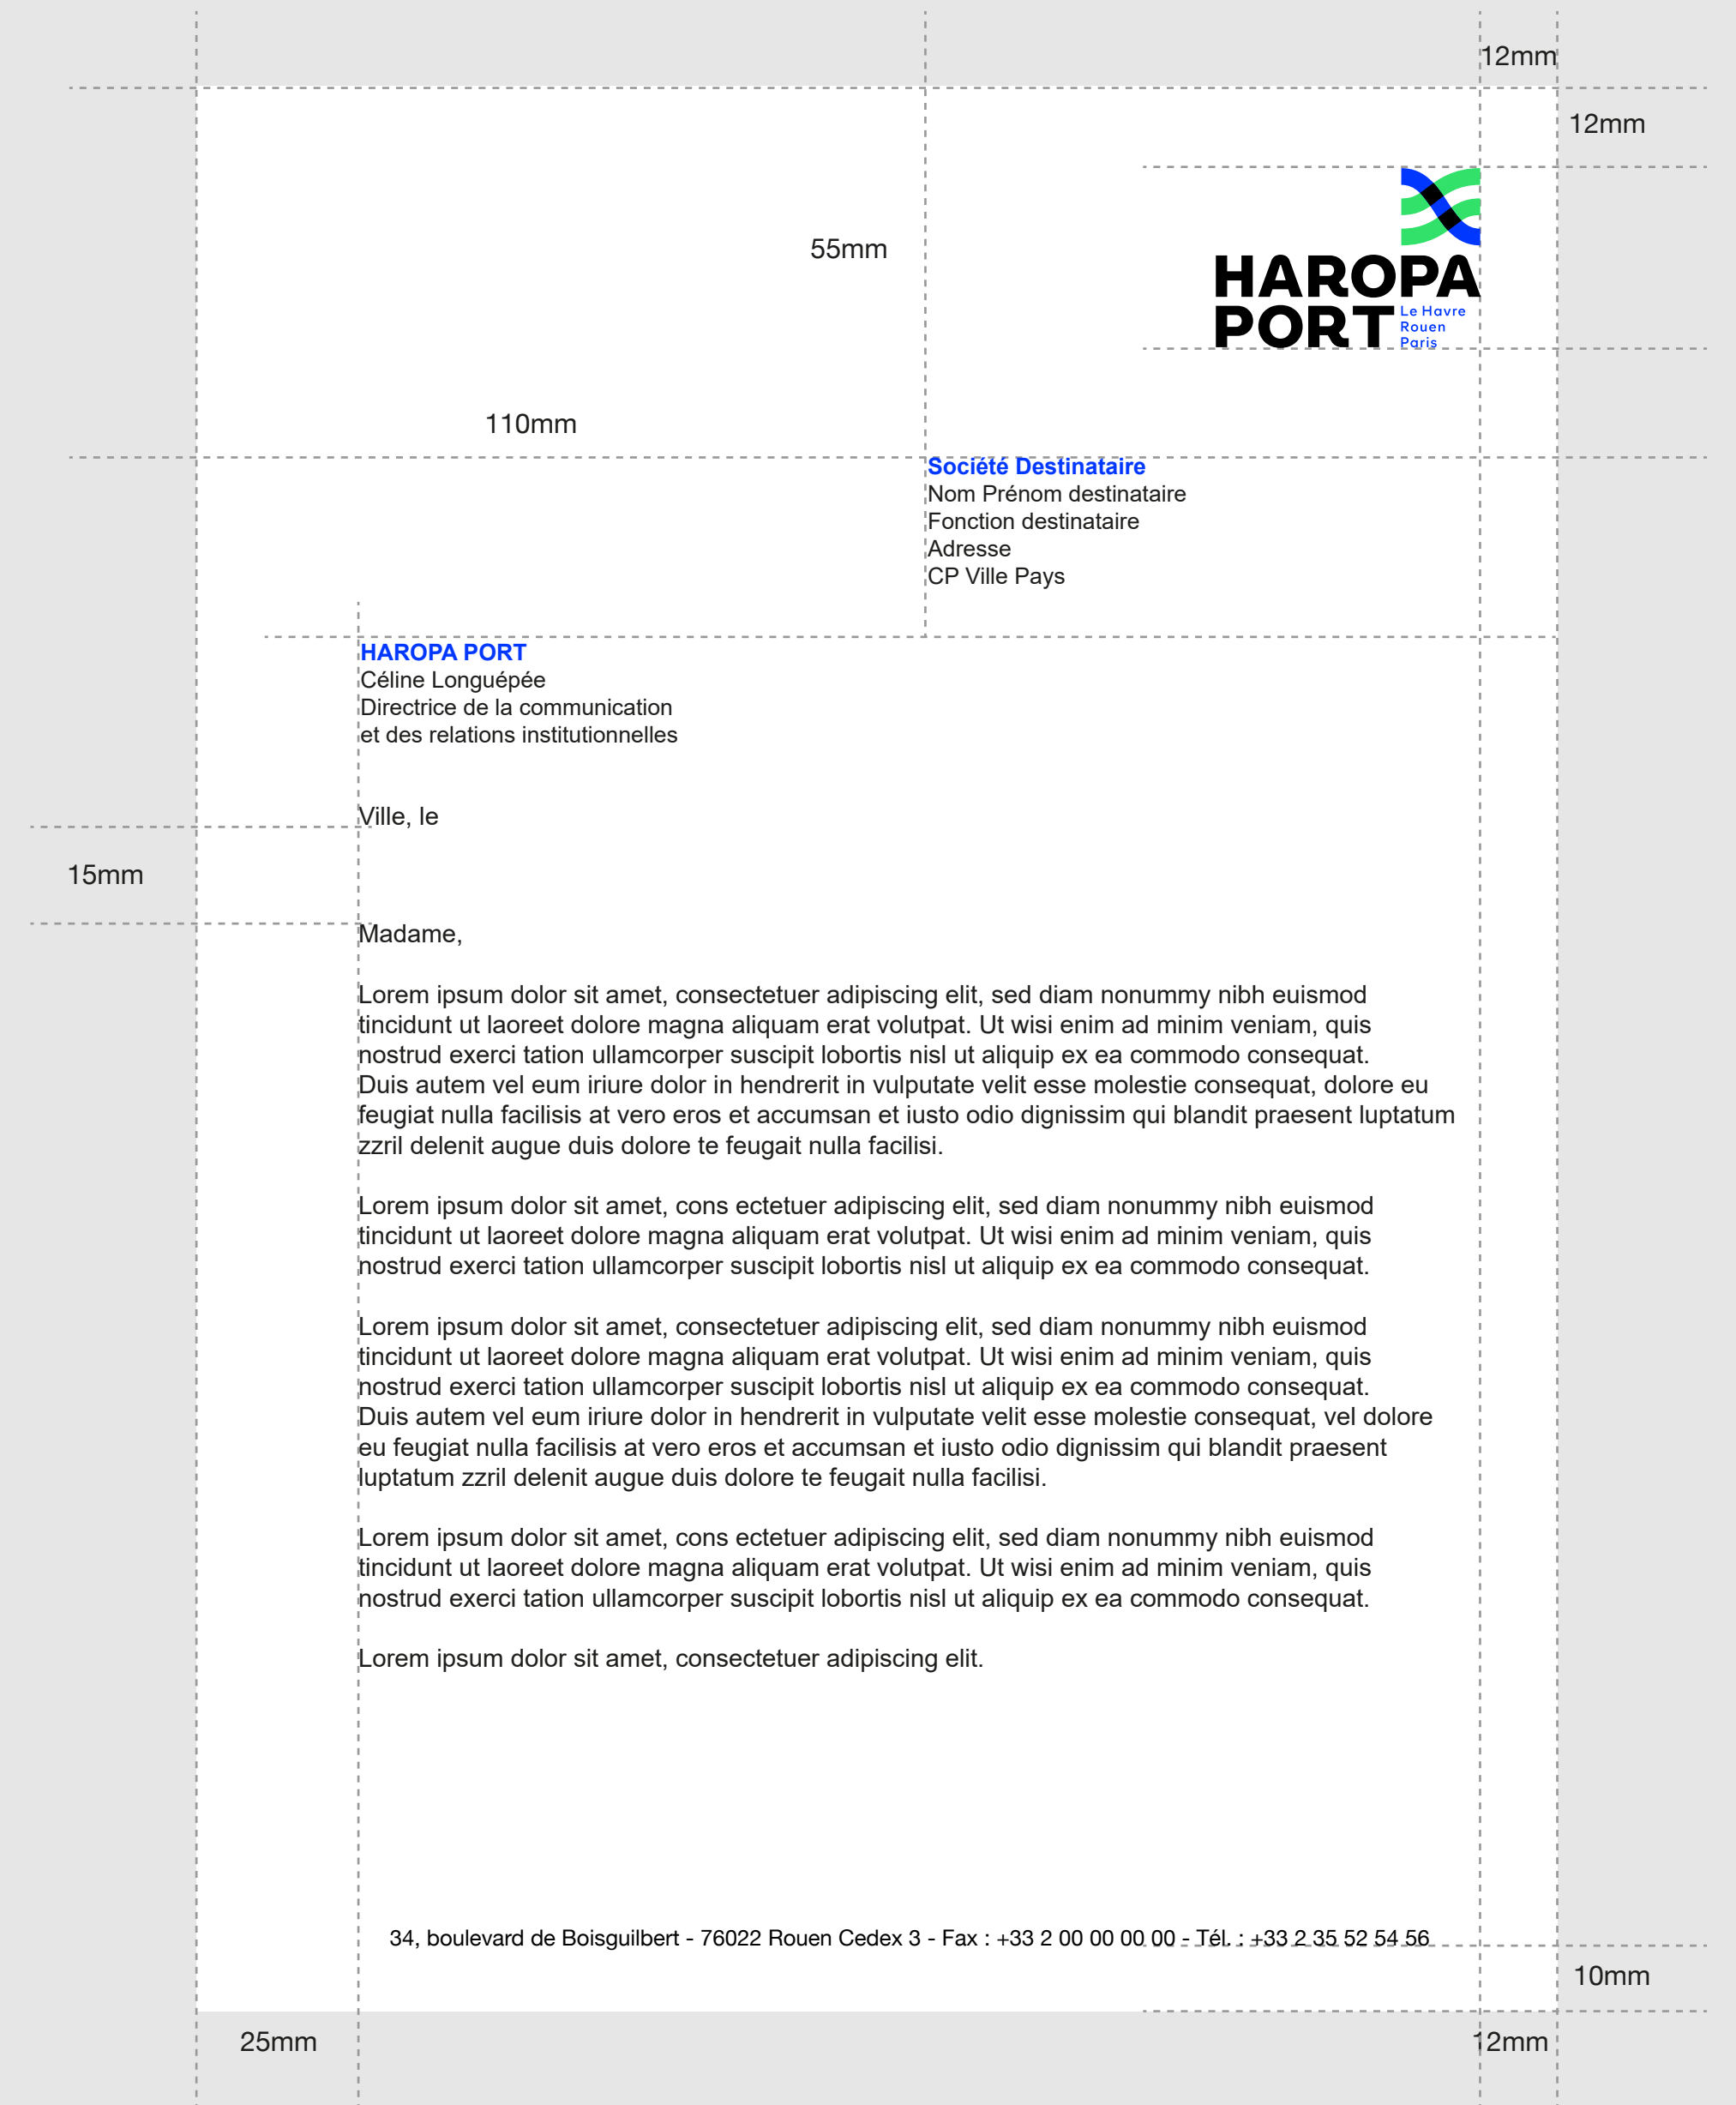 12mm
12mm
55mm
HAROPA
PORT
Le Havre
Rouen
Paris
110mm
Société Destinataire
Nom Prénom destinataire
Fonction destinataire
Adresse
CP Ville Pays
HAROPA PORT
Céline Longuépée
Directrice de la communication
et des relations institutionnelles
Ville, le
15mm
Madame,
Lorem ipsum dolor sit amet, consectetuer adipiscing elit, sed diam nonummy nibh euismod
tincidunt ut laoreet dolore magna aliquam erat volutpat. Ut wisi enim ad minim veniam, quis
nostrud exerci tation ullamcorper suscipit lobortis nisl ut aliquip ex ea commodo consequat.
Duis autem vel eum iriure dolor in hendrerit in vulputate velit esse molestie consequat, dolore eu
feugiat nulla facilisis at vero eros et accumsan et iusto odio dignissim qui blandit praesent luptatum
zzril delenit augue duis dolore te feugait nulla facilisi.
Lorem ipsum dolor sit amet, cons ectetuer adipiscing elit, sed diam nonummy nibh euismod
tincidunt ut laoreet dolore magna aliquam erat volutpat. Ut wisi enim ad minim veniam, quis
nostrud exerci tation ullamcorper suscipit lobortis nisl ut aliquip ex ea commodo consequat.
Lorem ipsum dolor sit amet, consectetuer adipiscing elit, sed diam nonummy nibh euismod
tincidunt ut laoreet dolore magna aliquam erat volutpat. Ut wisi enim ad minim veniam, quis
nostrud exerci tation ullamcorper suscipit lobortis nisl ut aliquip ex ea commodo consequat.
Duis autem vel eum iriure dolor in hendrerit in vulputate velit esse molestie consequat, vel dolore
eu feugiat nulla facilisis at vero eros et accumsan et iusto odio dignissim qui blandit praesent
luptatum zzril delenit augue duis dolore te feugait nulla facilisi.
Lorem ipsum dolor sit amet, cons ectetuer adipiscing elit, sed diam nonummy nibh euismod
tincidunt ut laoreet dolore magna aliquam erat volutpat. Ut wisi enim ad minim veniam, quis
nostrud exerci tation ullamcorper suscipit lobortis nisl ut aliquip ex ea commodo consequat.
Lorem ipsum dolor sit amet, consectetuer adipiscing elit.
34, boulevard de Boisguilbert - 76022 Rouen Cedex 3 - Fax : +33 2 00 00 00 00 - Tél. : +33 2 35 52 54 56
10mm
25mm
12mm